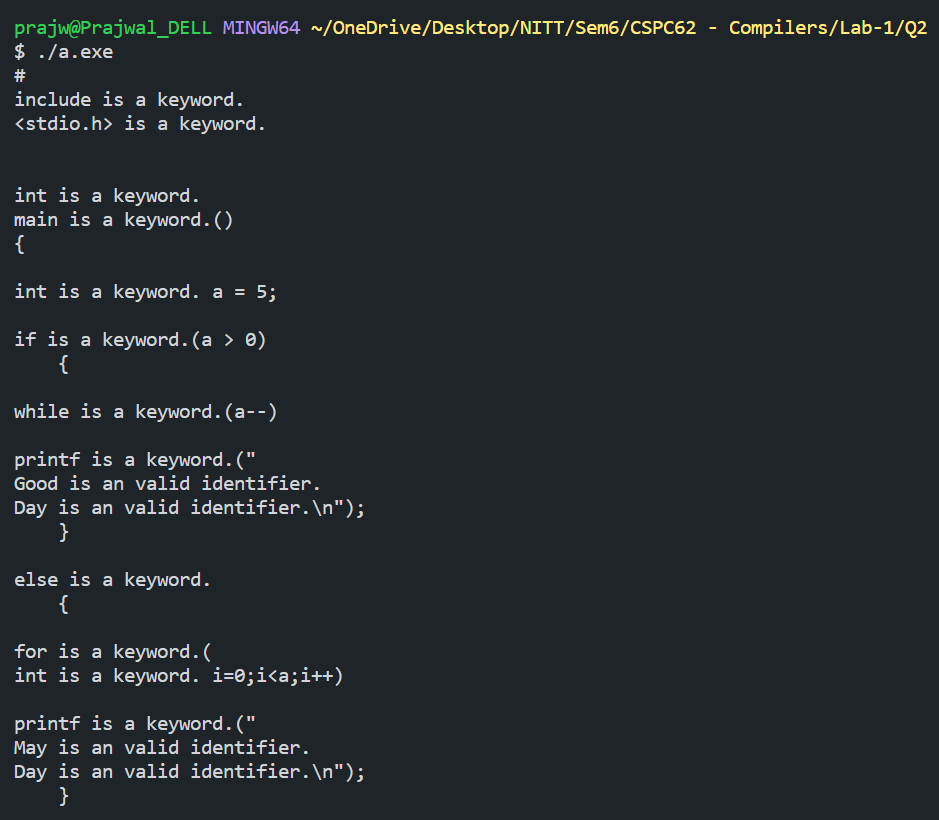 prajw@Prajwal_DELL MINGW64 ~/OneDrive/Desktop/NITT/Sem6/CSPC62 - Compilers/Lab-1/Q2
$ ./a.exe
#
include is a keyword.
<stdio.h> is a keyword.


int is a keyword.
main is a keyword.()
{

int is a keyword. a = 5;

if is a keyword.(a > 0)
    {

while is a keyword.(a--)

printf is a keyword.("
Good is an valid identifier.
Day is an valid identifier.\n");
    }

else is a keyword.
    {

for is a keyword.(
int is a keyword. i=0;i<a;i++)

printf is a keyword.("
May is an valid identifier.
Day is an valid identifier.\n");
    }